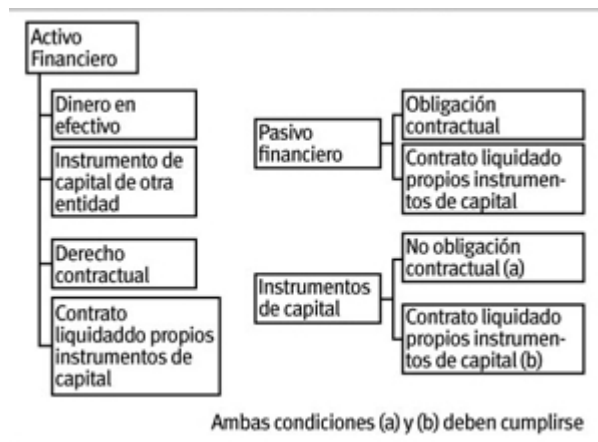 Activo
Financiero
Dinero en
efectivo
Instrumento de
capital de otra
entidad
Derecho
contractual
Contrato
liquidaddo propios
instrumentos de
capital
Pasivo
financiero
Obligación
contractual
Contrato liquidado
propios instrumen-
tos de capital
Instrumentos
de capital
No obligación
contractual (a)
Contrato liquidado
propios instrumen-
tos de capital (b)
Ambas condiciones (a) y (b) deben cumplirse